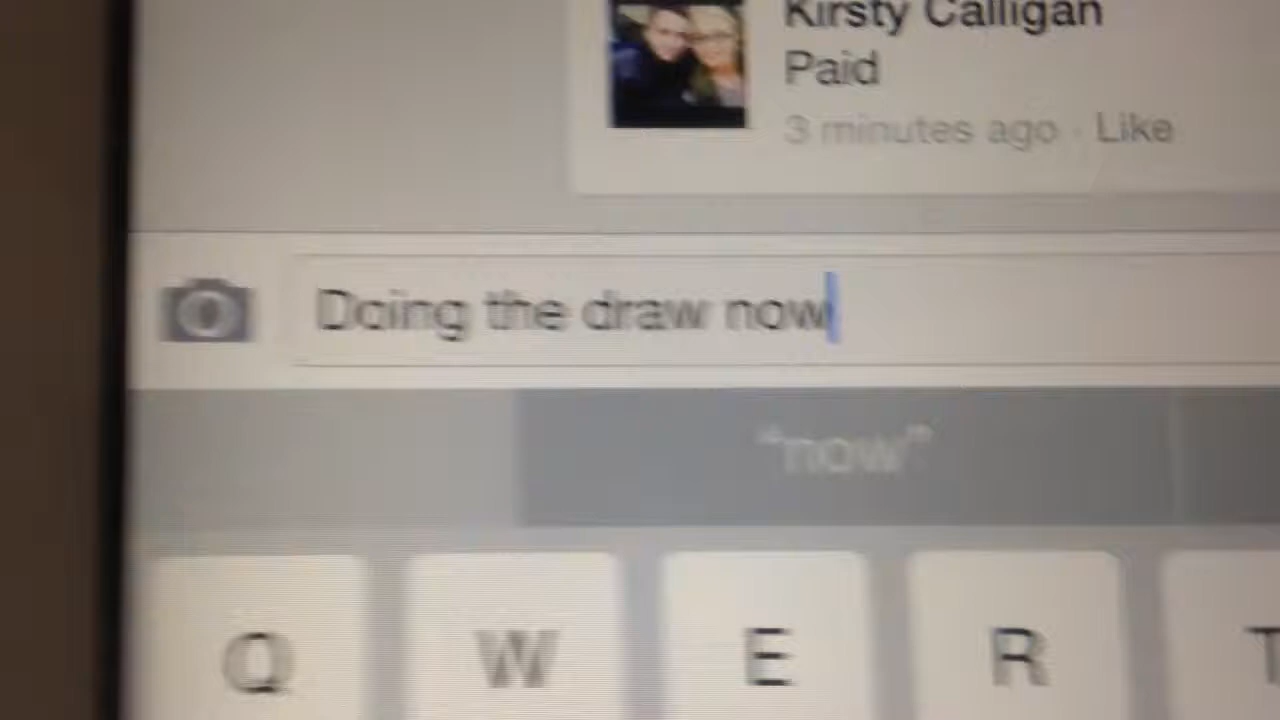 Kirsty Calligan
Paid
3 minutes ago · Like
Doing the draw now
"now"
Q W E R T